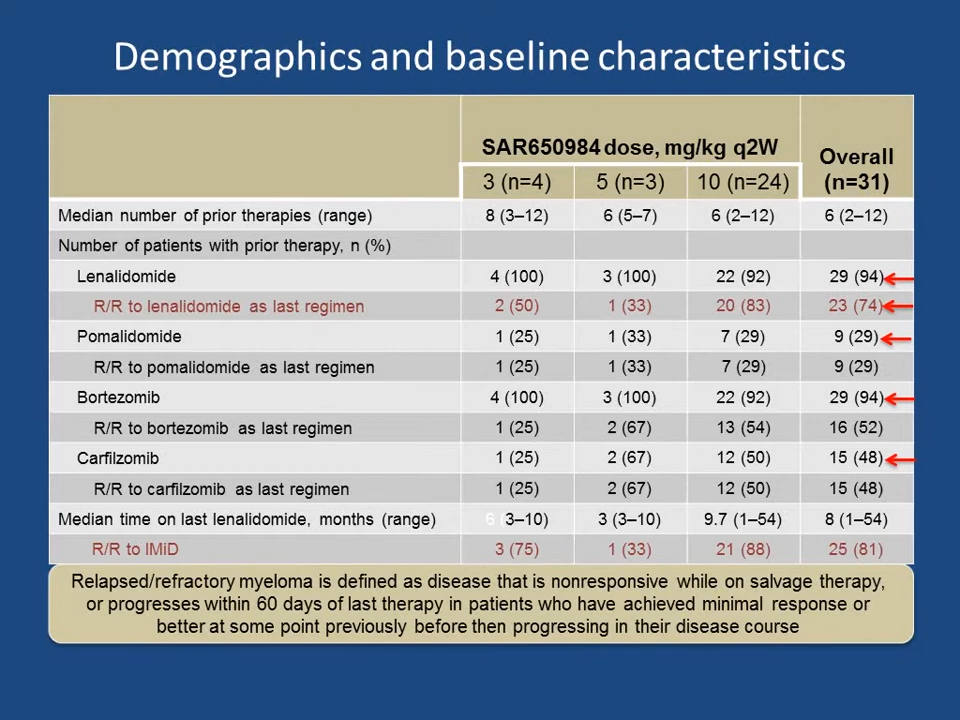 Demographics and baseline characteristics
SAR650984 dose, mg/kg q2W
Overall
(n=31)
3 (n=4) 5 (n=3) 10 (n=24)
Median number of prior therapies (range) 8 (3–12) 6 (5–7) 6 (2–12) 6 (2–12)
Number of patients with prior therapy, n (%)
Lenalidomide 4 (100) 3 (100) 22 (92) 29 (94)
R/R to lenalidomide as last regimen 2 (50) 1 (33) 20 (83) 23 (74)
Pomalidomide 1 (25) 1 (33) 7 (29) 9 (29)
R/R to pomalidomide as last regimen 1 (25) 1 (33) 7 (29) 9 (29)
Bortezomib 4 (100) 3 (100) 22 (92) 29 (94)
R/R to bortezomib as last regimen 1 (25) 2 (67) 13 (54) 16 (52)
Carfilzomib 1 (25) 2 (67) 12 (50) 15 (48)
R/R to carfilzomib as last regimen 1 (25) 2 (67) 12 (50) 15 (48)
Median time on last lenalidomide, months (range) 6 (3–10) 3 (3–10) 9.7 (1–54) 8 (1–54)
R/R to IMiD 3 (75) 1 (33) 21 (88) 25 (81)
Relapsed/refractory myeloma is defined as disease that is nonresponsive while on salvage therapy,
or progresses within 60 days of last therapy in patients who have achieved minimal response or
better at some point previously before then progressing in their disease course